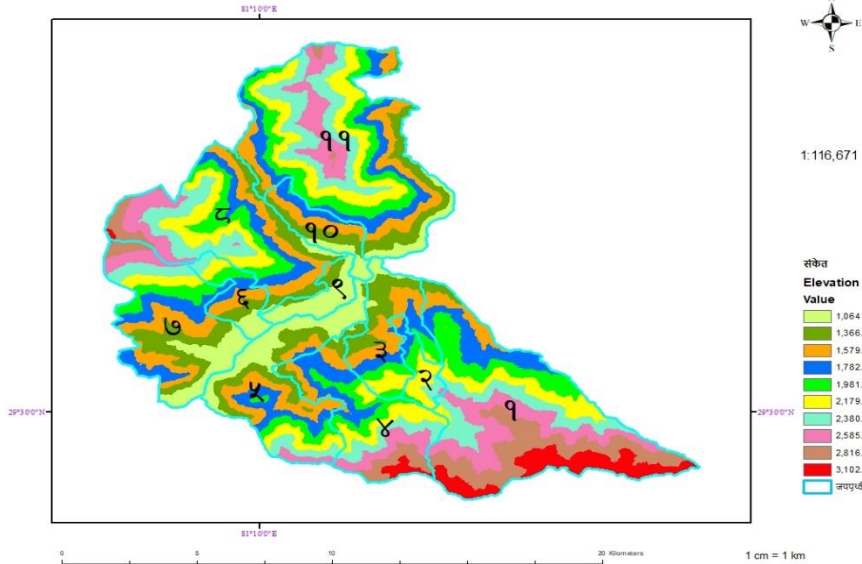 81°10'0"E
W E
S
1:116,671
११
८
१०
९
६
७
३
५
२
४
१
संकेत
Elevation
Value
1,064
1,366.
1,579.
1,782.
1,981.
2,179.
2,380.
2,585.
2,816.
3,102.
29°30'0"N
29°30'0"N
81°10'0"E
0 5 10 20 Kilometers
1 cm = 1 km